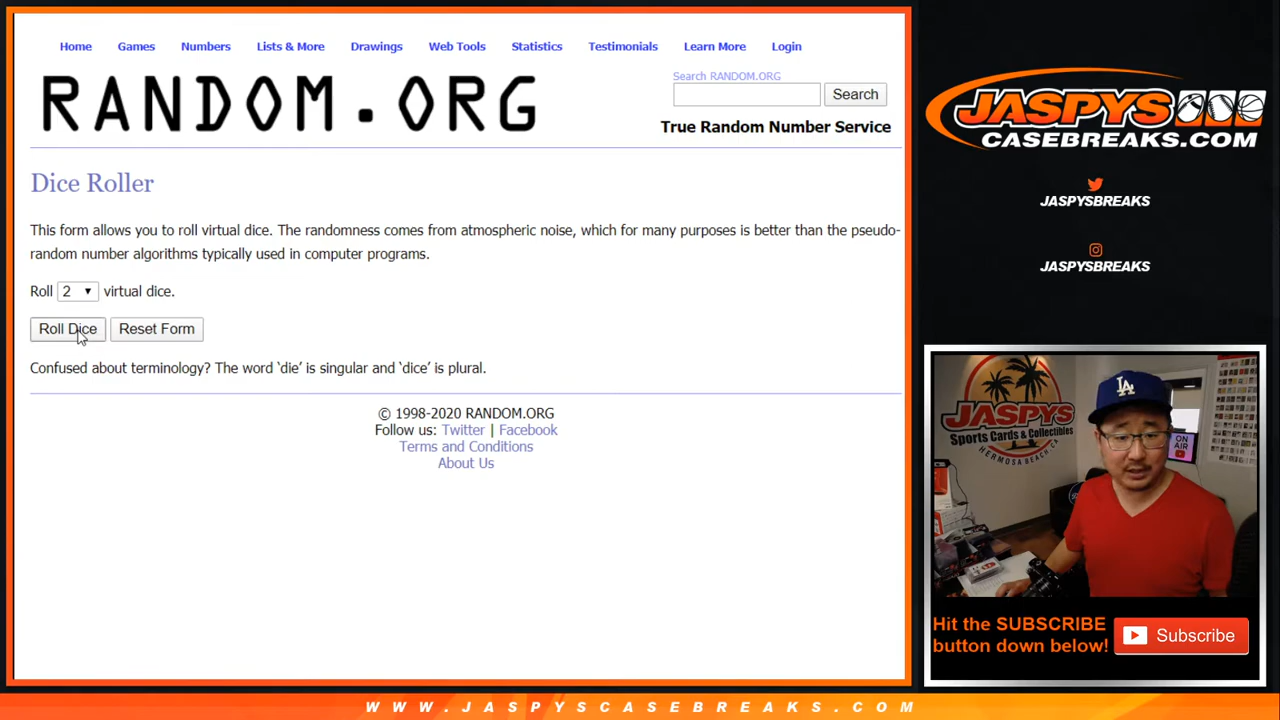 Home Games Numbers Lists & More Drawings Web Tools Statistics Testimonials Learn More Login
RANDOM.ORG
Search RANDOM.ORG
Search
True Random Number Service
Dice Roller
This form allows you to roll virtual dice. The randomness comes from atmospheric noise, which for many purposes is better than the pseudo-
random number algorithms typically used in computer programs.
Roll 2 virtual dice.
Roll Dice Reset Form
Confused about terminology? The word ‘die’ is singular and ‘dice’ is plural.
© 1998-2020 RANDOM.ORG
Follow us: Twitter | Facebook
Terms and Conditions
About Us
JASPYS
CASEBREAKS.COM
JASPYSBREAKS
JASPYSBREAKS
JASPYS
Sports Cards & Collectibles
HERMOSA BEACH, CA
LA
ON
AIR
Hit the SUBSCRIBE
button down below!
Subscribe
WWW.JASPYSCASEBREAKS.COM